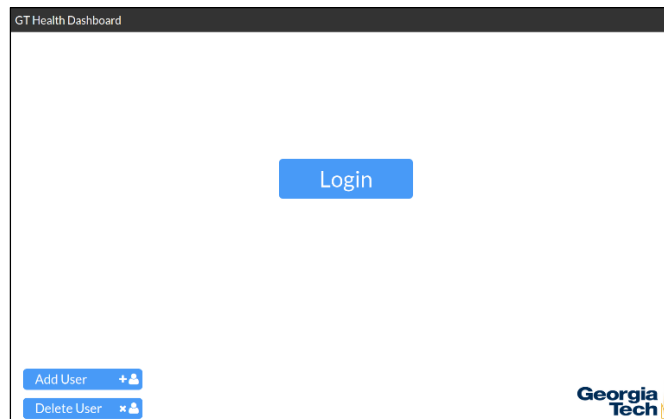 GT Health Dashboard
Login
Add User
Delete User
Georgia
Tech